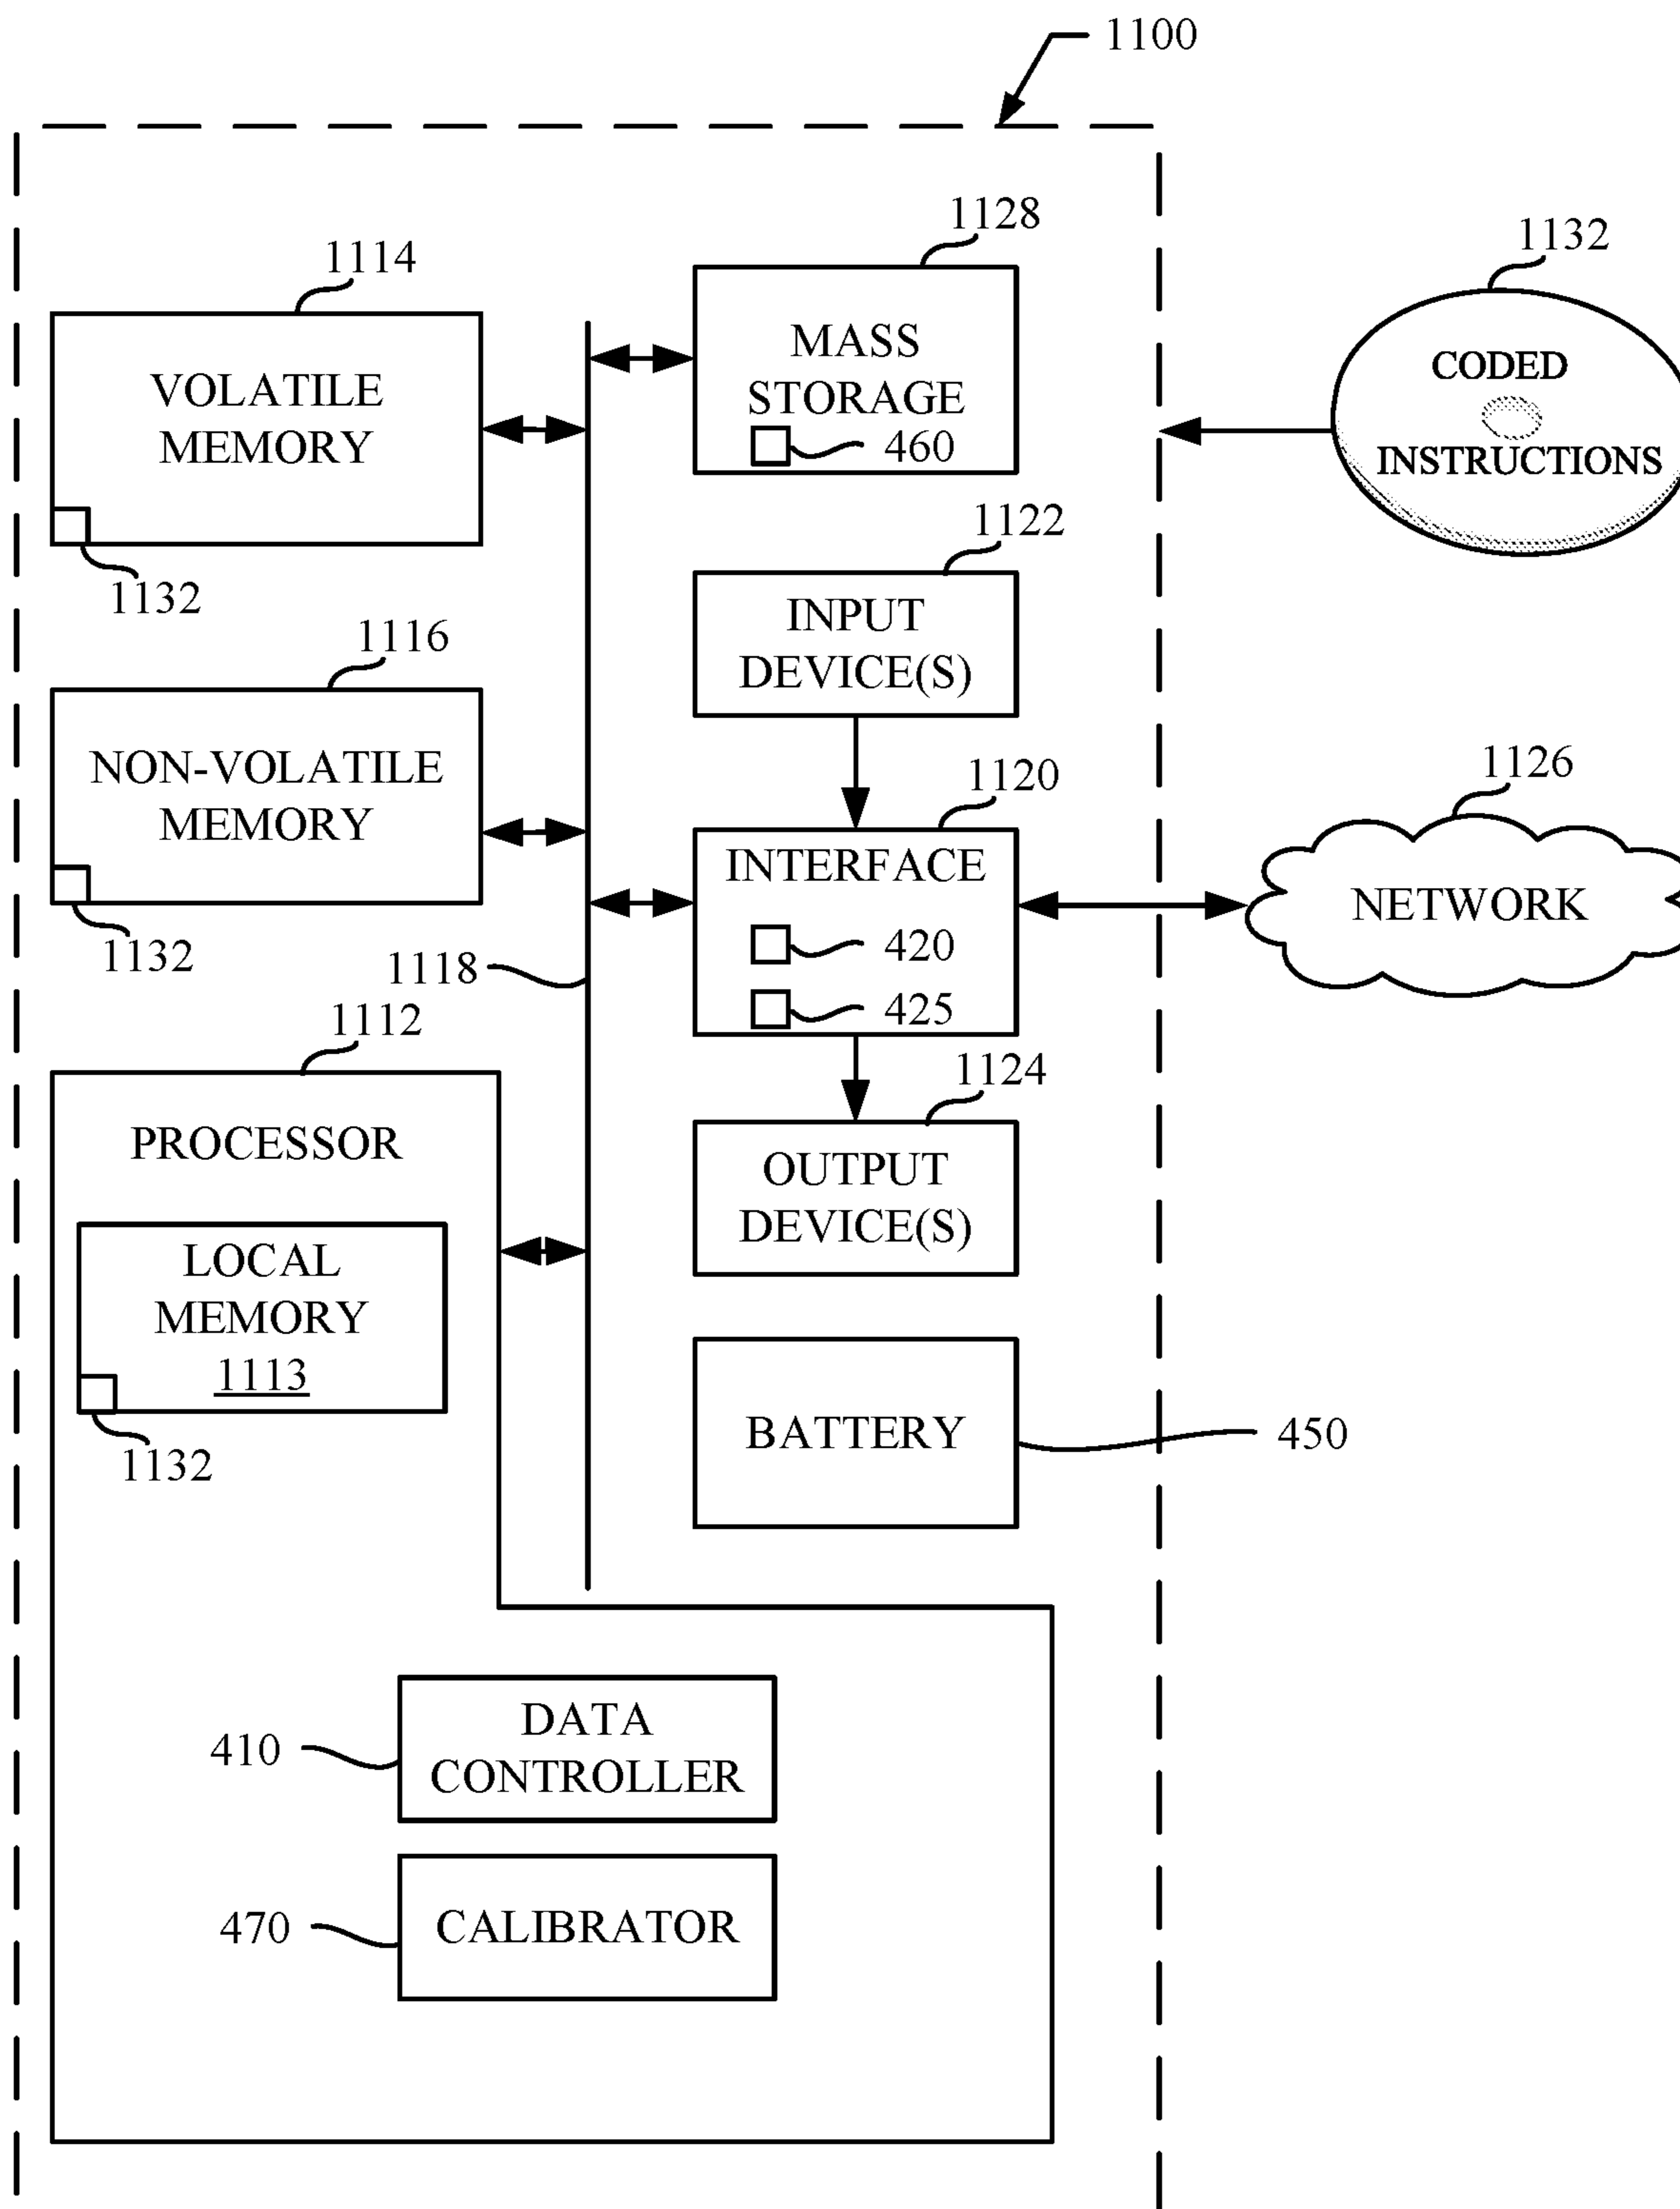 1100
1128
1132
1114
MASS
STORAGE
460
CODED
INSTRUCTIONS
VOLATILE
MEMORY
1132
1122
INPUT
DEVICE(S)
1116
NON-VOLATILE
MEMORY
1132
1120
INTERFACE
420
425
1126
NETWORK
1118
1112
PROCESSOR
1124
OUTPUT
DEVICE(S)
LOCAL
MEMORY
1113
1132
BATTERY
450
410
DATA
CONTROLLER
470
CALIBRATOR